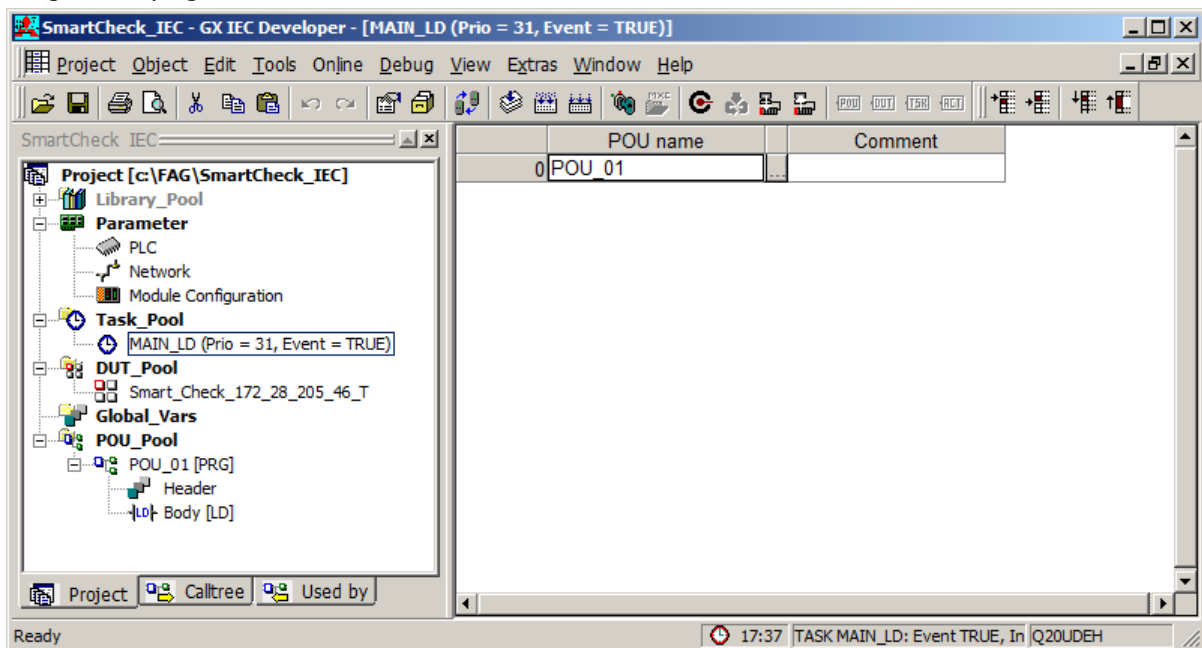 SmartCheck_IEC - GX IEC Developer - [MAIN_LD (Prio = 31, Event = TRUE)]
Project Object Edit Tools Online Debug View Extras Window Help
MXC
POU DUT TSK ACT
SmartCheck IEC
POU name Comment
0 POU_01 ...
Project [c:\FAG\SmartCheck_IEC]
Library_Pool
Parameter
PLC
Network
Module Configuration
Task_Pool
MAIN_LD (Prio = 31, Event = TRUE)
DUT_Pool
Smart_Check_172_28_205_46_T
Global_Vars
POU_Pool
POU_01 [PRG]
Header
LD Body [LD]
Project Calltree Used by
Ready 17:37 TASK MAIN_LD: Event TRUE, In Q20UDEH